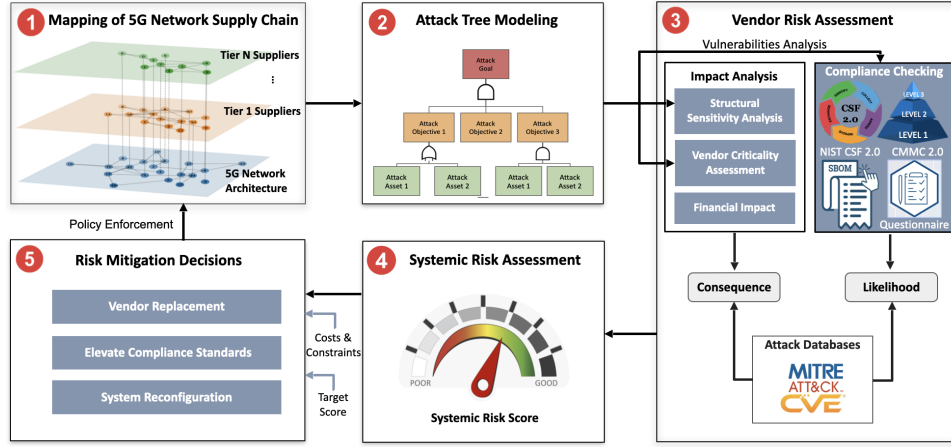 1
Mapping of 5G Network Supply Chain
Tier N Suppliers
⋮
Tier 1 Suppliers
5G Network
Architecture
2
Attack Tree Modeling
Attack
Goal
Attack
Objective 1
Attack
Objective 2
Attack
Objective 3
Attack
Asset 1
Attack
Asset 2
Attack
Asset 1
Attack
Asset 2
3
Vendor Risk Assessment
Vulnerabilities Analysis
Impact Analysis
Structural
Sensitivity Analysis
Vendor Criticality
Assessment
Financial Impact
Compliance Checking
CSF
2.0
LEVEL 3
LEVEL 2
LEVEL 1
NIST CSF 2.0
CMMC 2.0
SBOM
Questionnaire
Consequence
Likelihood
Attack Databases
MITRE
ATT&CK
CVE
Policy Enforcement
4
Systemic Risk Assessment
POOR
GOOD
Systemic Risk Score
5
Risk Mitigation Decisions
Vendor Replacement
Elevate Compliance Standards
System Reconfiguration
Costs &
Constraints
Target
Score